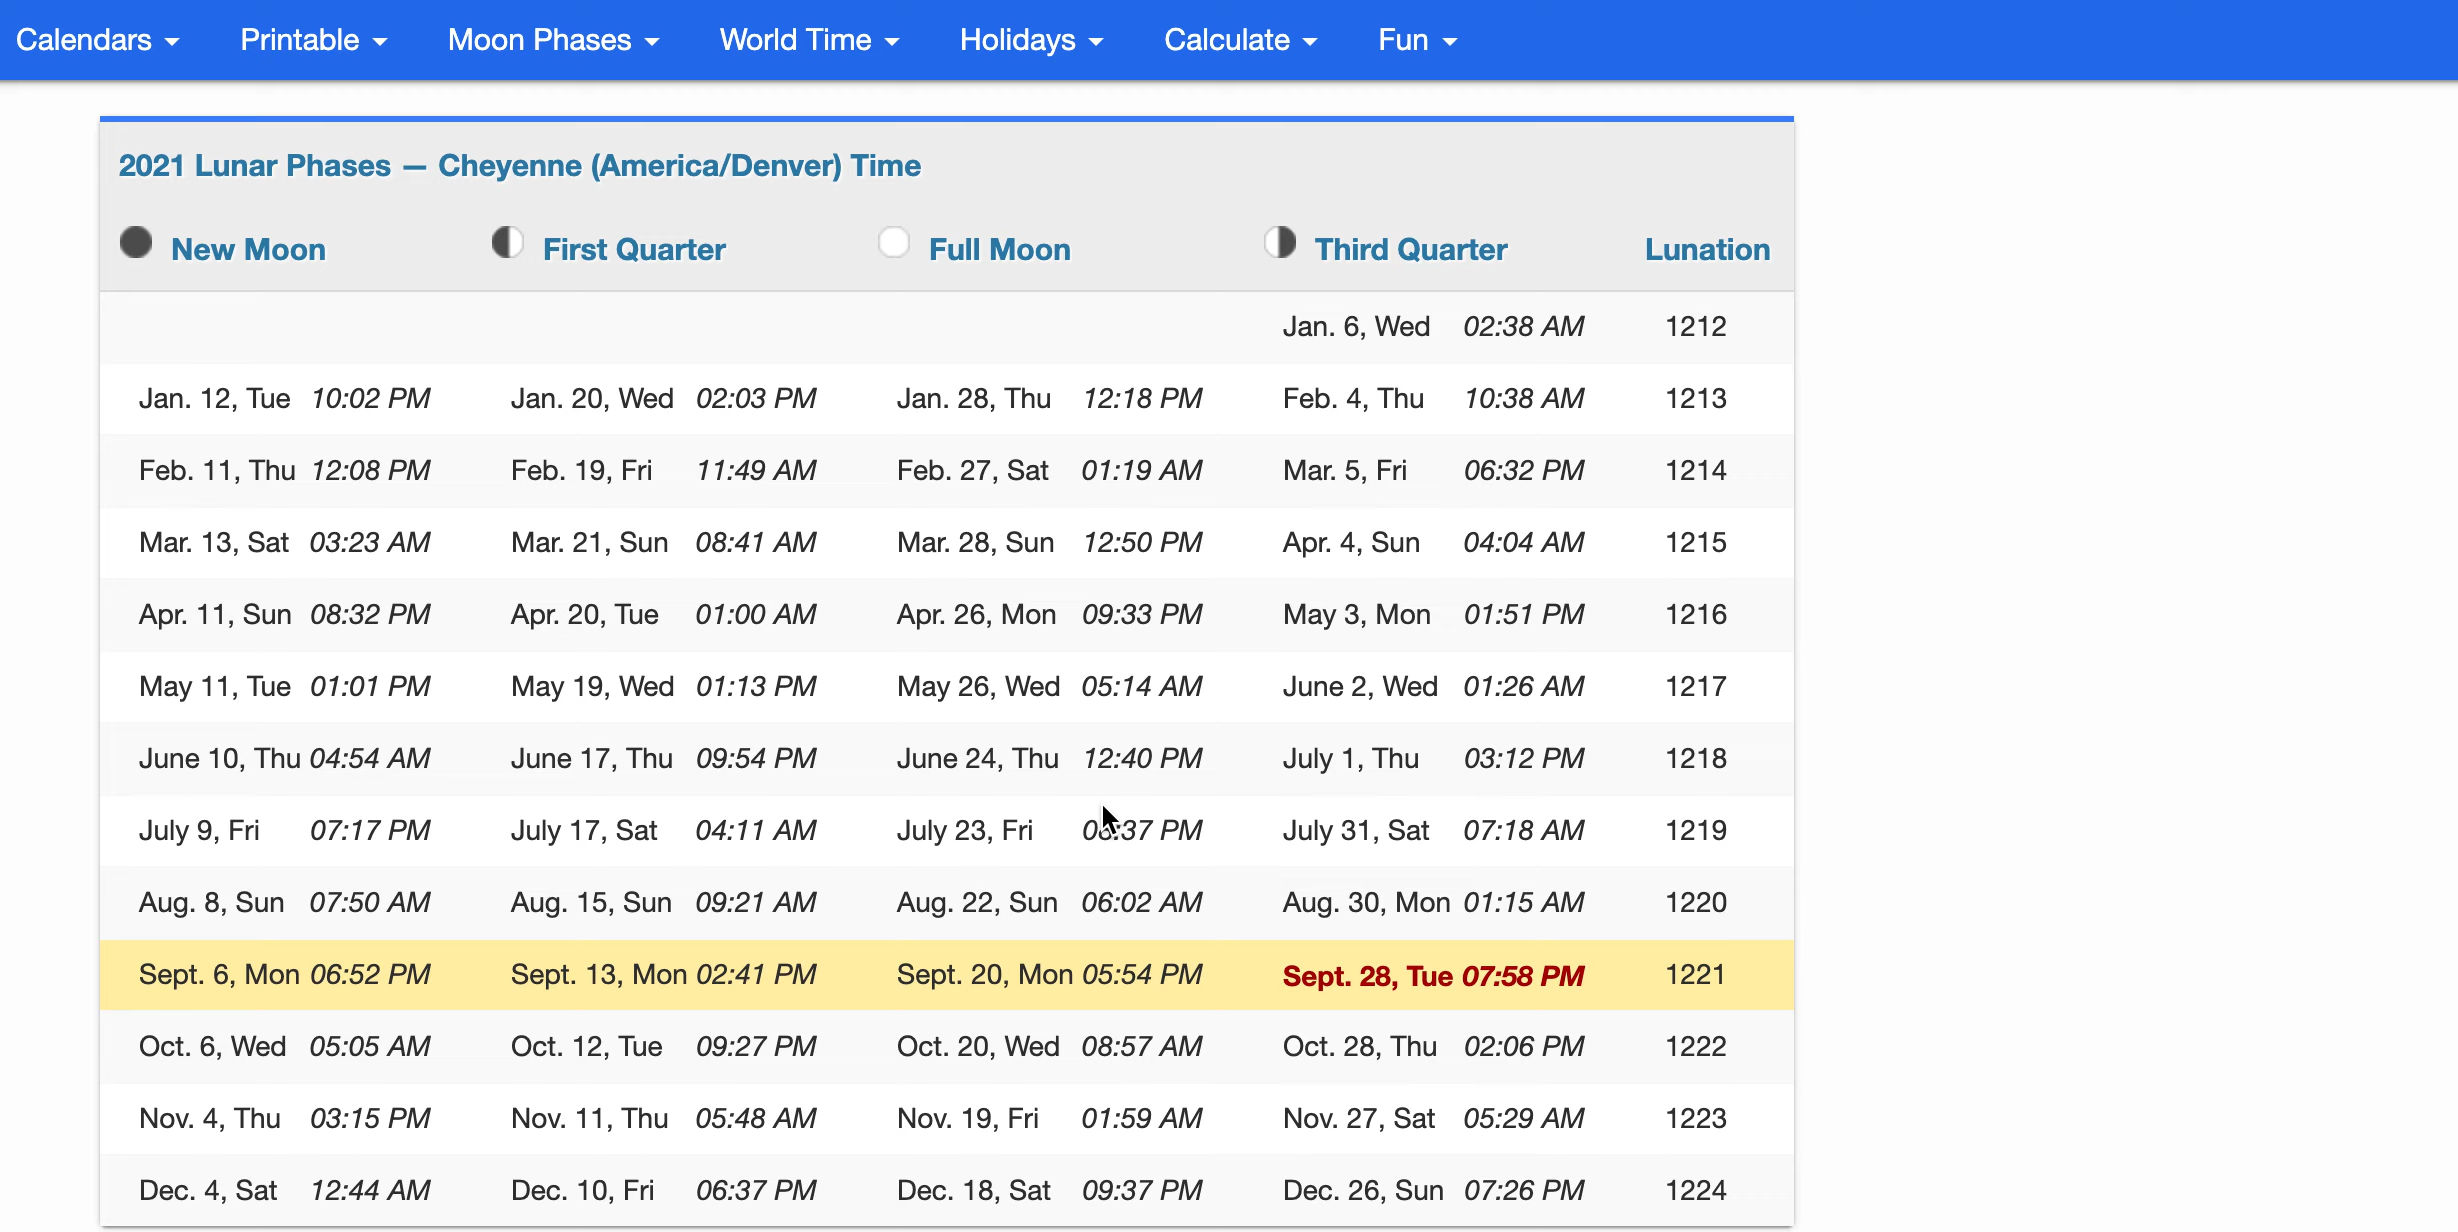 Calendars Printable Moon Phases World Time Holidays Calculate Fun
2021 Lunar Phases — Cheyenne (America/Denver) Time
New Moon First Quarter Full Moon Third Quarter Lunation
Jan. 6, Wed 02:38 AM 1212
Jan. 12, Tue 10:02 PM Jan. 20, Wed 02:03 PM Jan. 28, Thu 12:18 PM Feb. 4, Thu 10:38 AM 1213
Feb. 11, Thu 12:08 PM Feb. 19, Fri 11:49 AM Feb. 27, Sat 01:19 AM Mar. 5, Fri 06:32 PM 1214
Mar. 13, Sat 03:23 AM Mar. 21, Sun 08:41 AM Mar. 28, Sun 12:50 PM Apr. 4, Sun 04:04 AM 1215
Apr. 11, Sun 08:32 PM Apr. 20, Tue 01:00 AM Apr. 26, Mon 09:33 PM May 3, Mon 01:51 PM 1216
May 11, Tue 01:01 PM May 19, Wed 01:13 PM May 26, Wed 05:14 AM June 2, Wed 01:26 AM 1217
June 10, Thu 04:54 AM June 17, Thu 09:54 PM June 24, Thu 12:40 PM July 1, Thu 03:12 PM 1218
July 9, Fri 07:17 PM July 17, Sat 04:11 AM July 23, Fri PM July 31, Sat 07:18 AM 1219
Aug. 8, Sun 07:50 AM Aug. 15, Sun 09:21 AM Aug. 22, Sun 06:02 AM Aug. 30, Mon 01:15 AM 1220
Sept. 6, Mon 06:52 PM Sept. 13, Mon 02:41 PM Sept. 20, Mon 05:54 PM Sept. 28, Tue 07:58 PM 1221
Oct. 6, Wed 05:05 AM Oct. 12, Tue 09:27 PM Oct. 20, Wed 08:57 AM Oct. 28, Thu 02:06 PM 1222
Nov. 4, Thu 03:15 PM Nov. 11, Thu 05:48 AM Nov. 19, Fri 01:59 AM Nov. 27, Sat 05:29 AM 1223
Dec. 4, Sat 12:44 AM Dec. 10, Fri 06:37 PM Dec. 18, Sat 09:37 PM Dec. 26, Sun 07:26 PM 1224